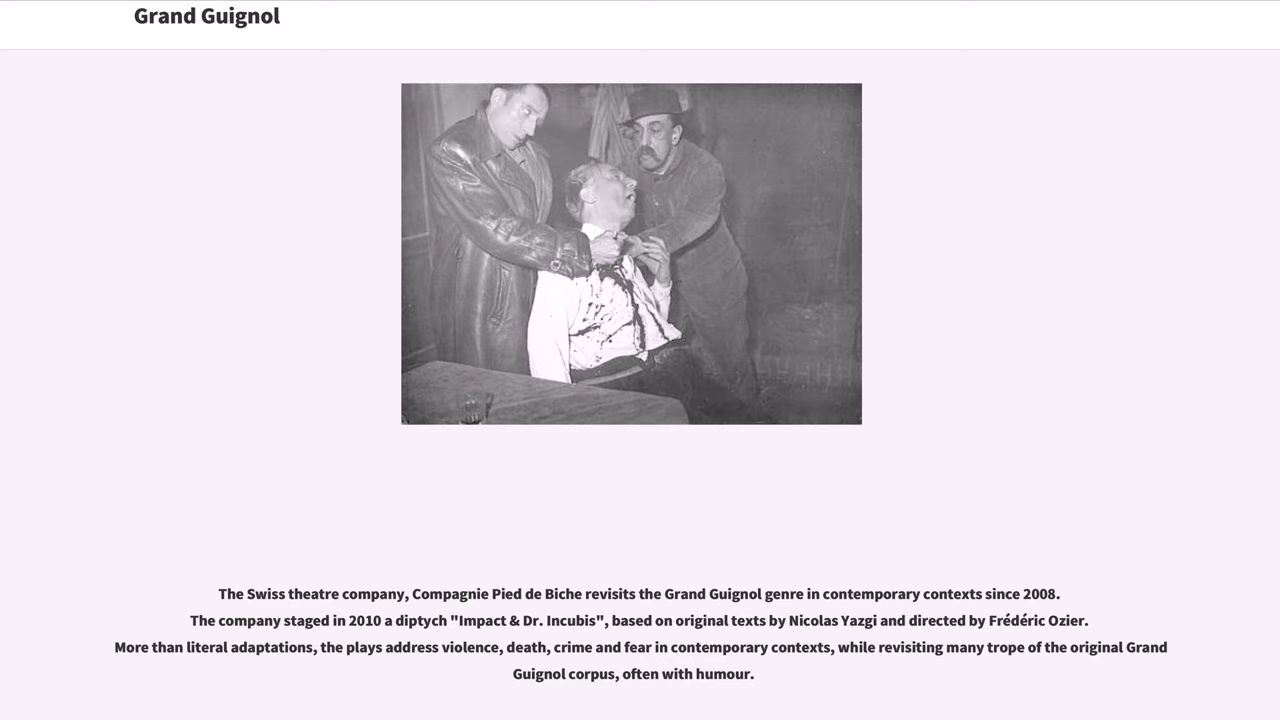 Grand Guignol
The Swiss theatre company, Compagnie Pied de Biche revisits the Grand Guignol genre in contemporary contexts since 2008.
The company staged in 2010 a diptych "Impact & Dr. Incubis", based on original texts by Nicolas Yazgi and directed by Frédéric Ozier.
More than literal adaptations, the plays address violence, death, crime and fear in contemporary contexts, while revisiting many trope of the original Grand
Guignol corpus, often with humour.